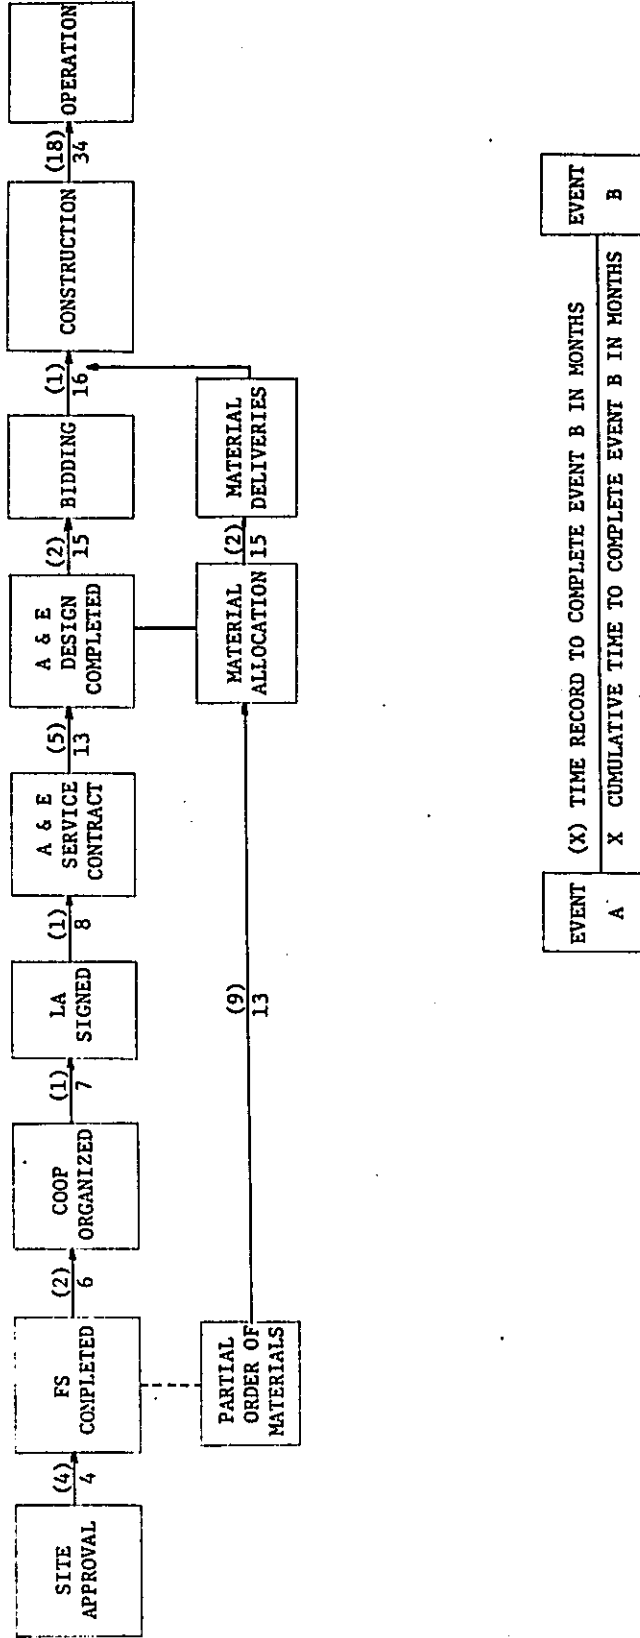 SITE
APPROVAL
(4)
4
FS
COMPLETED
(2)
6
COOP
ORGANIZED
(1)
7
LA
SIGNED
(1)
8
A & E
SERVICE
CONTRACT
(5)
13
A & E
DESIGN
COMPLETED
(2)
15
BIDDING
(1)
16
CONSTRUCTION
(18)
34
OPERATION
PARTIAL
ORDER OF
MATERIALS
(9)
13
MATERIAL
ALLOCATION
(2)
15
MATERIAL
DELIVERIES
EVENT
A
(X) TIME RECORD TO COMPLETE EVENT B IN MONTHS
X CUMULATIVE TIME TO COMPLETE EVENT B IN MONTHS
EVENT
B